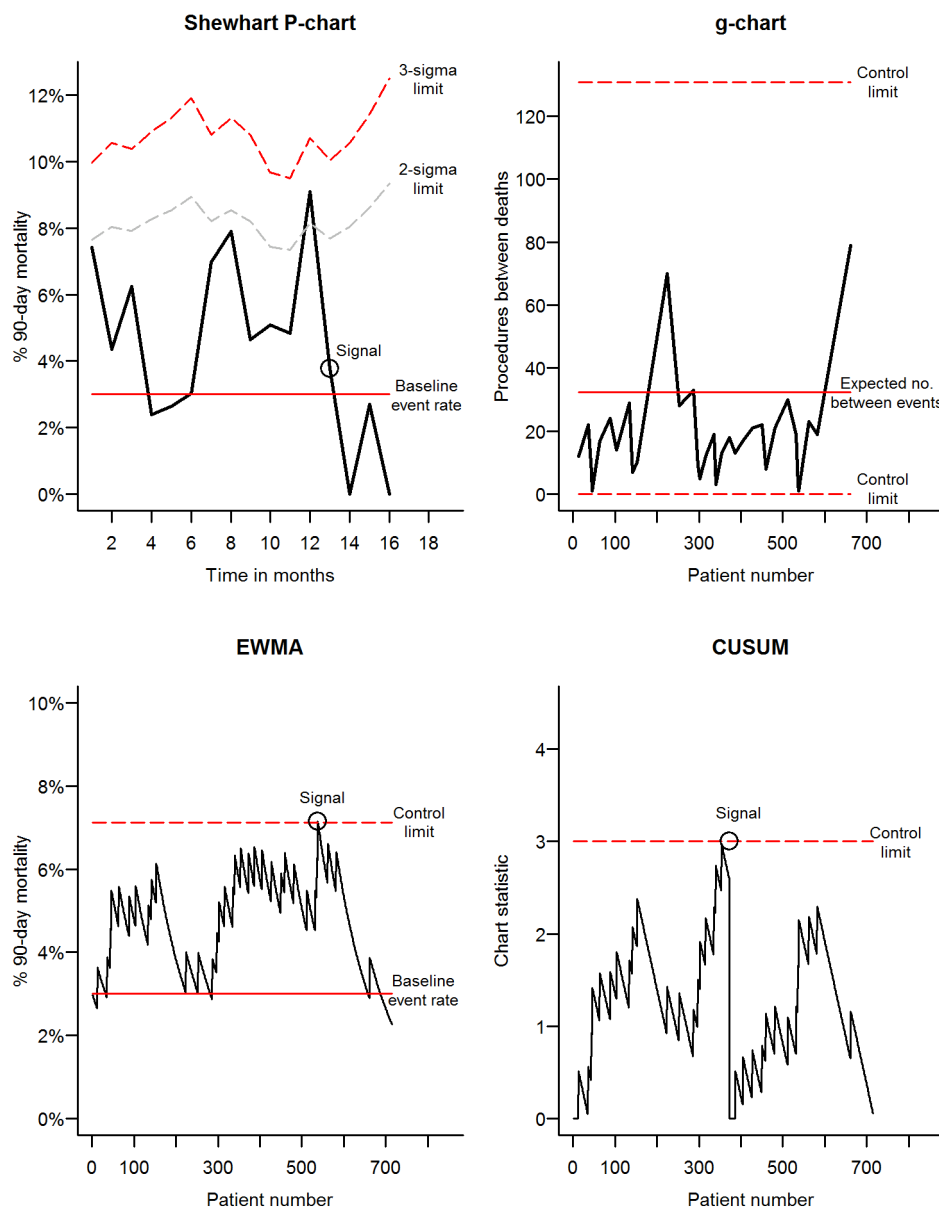 Shewhart P-chart
% 90-day mortality
12%
10%
8%
6%
4%
2%
0%
3-sigma
limit
2-sigma
limit
Signal
Baseline
event rate
2 4 6 8 10 12 14 16 18
Time in months
g-chart
Procedures between deaths
120
100
80
60
40
20
0
Control
limit
Expected no.
between events
Control
limit
0 100 300 500 700
Patient number
EWMA
% 90-day mortality
10%
8%
6%
4%
2%
0%
Signal
Control
limit
Baseline
event rate
0 100 300 500 700
Patient number
CUSUM
Chart statistic
4
3
2
1
0
Signal
Control
limit
0 100 300 500 700
Patient number